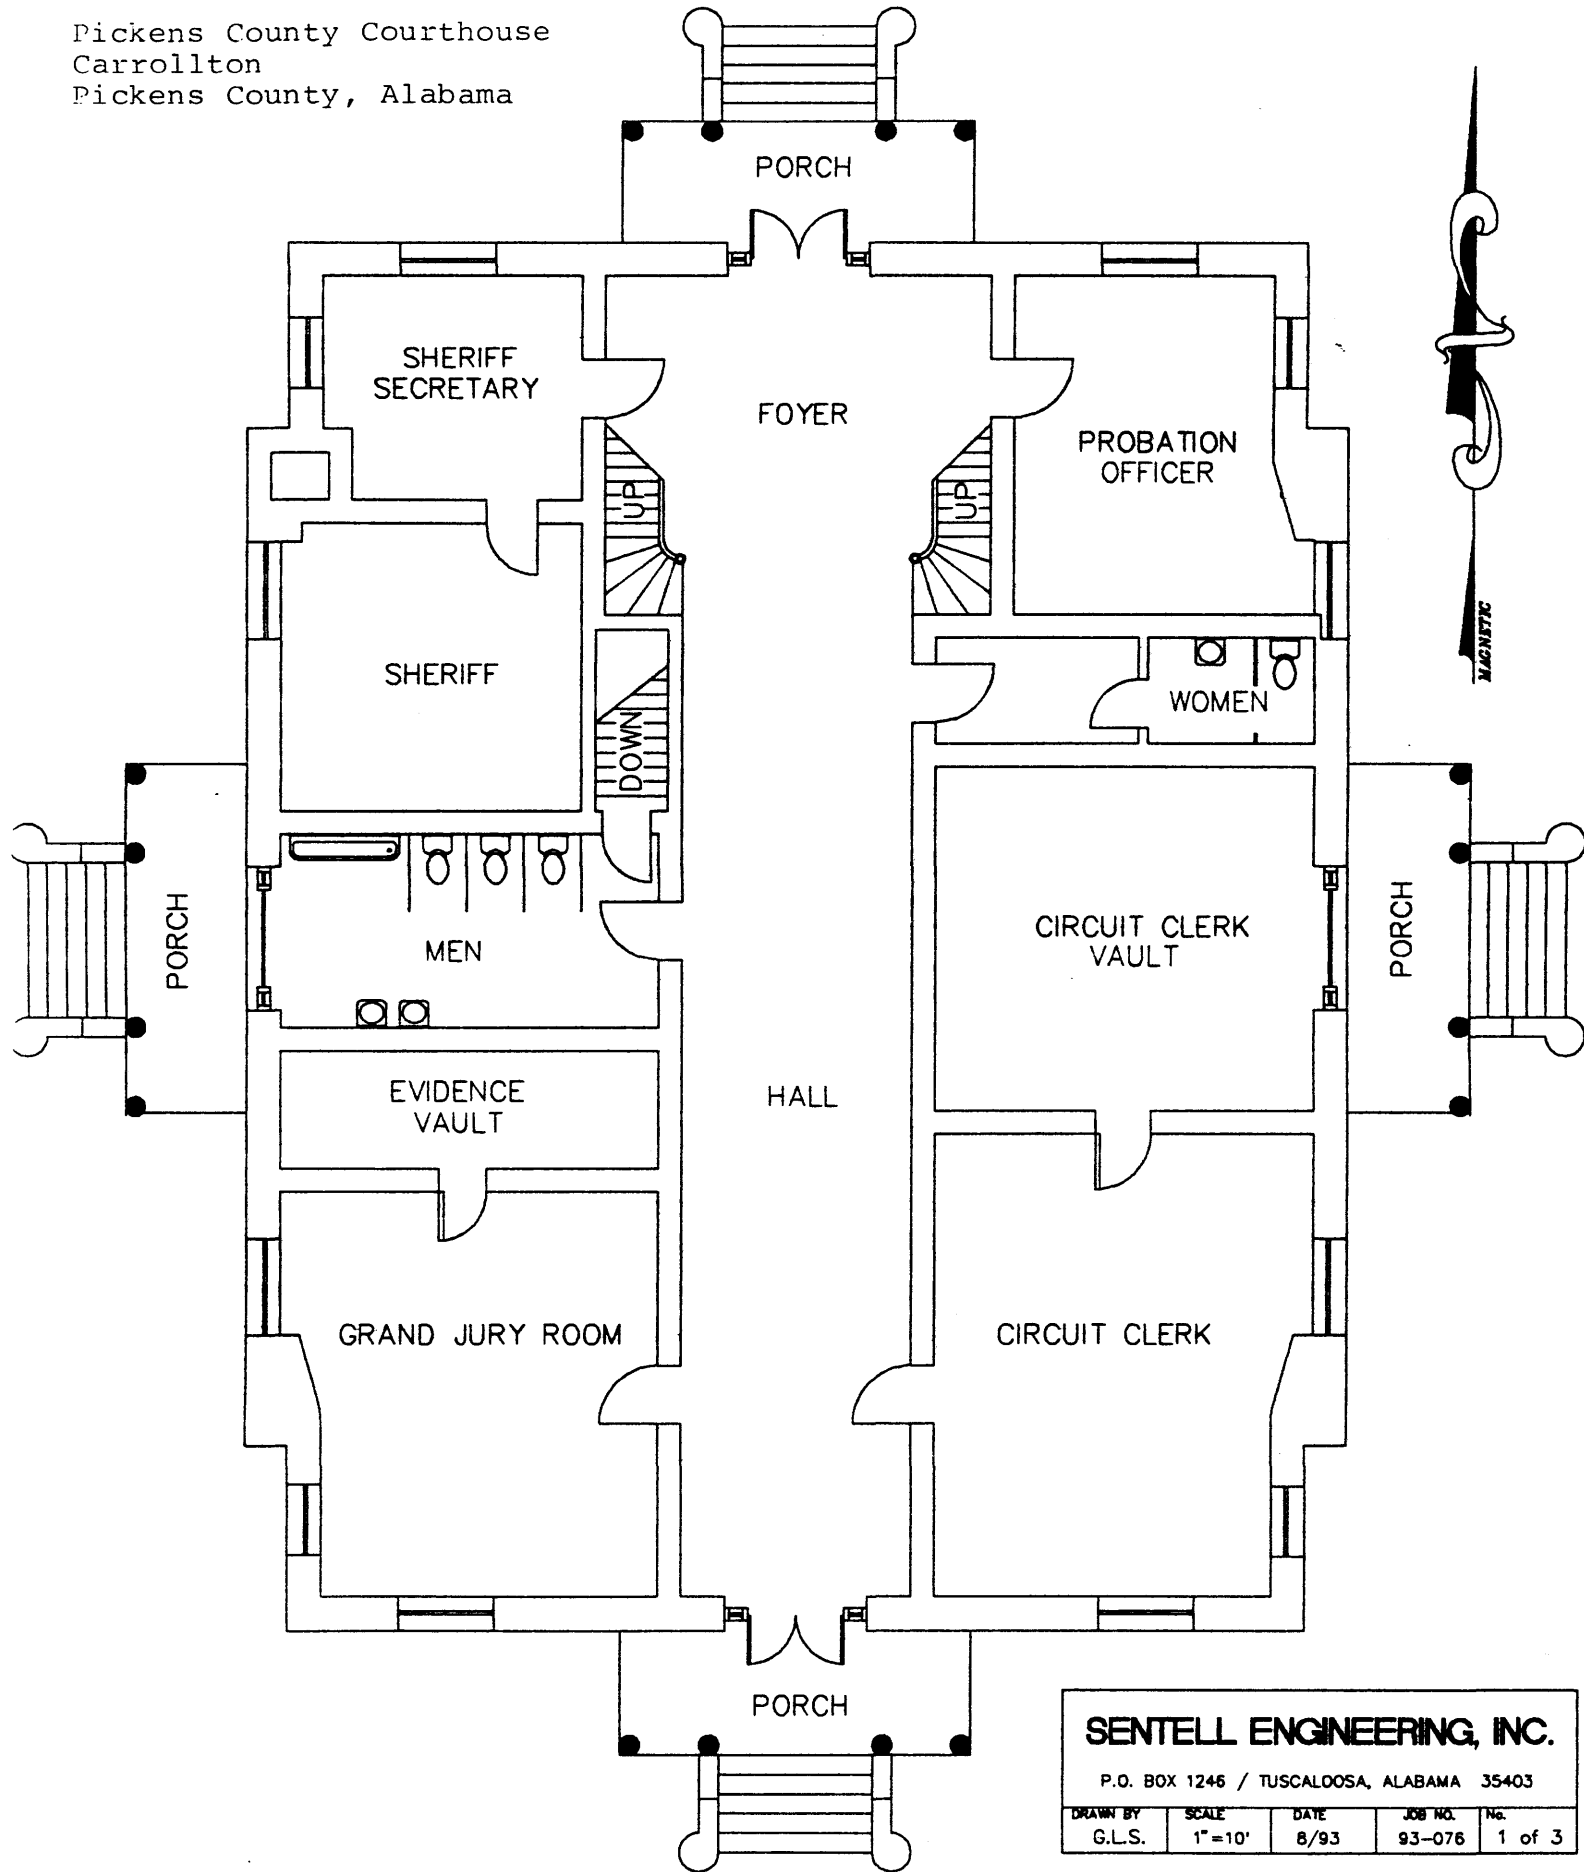 Pickens County Courthouse
Carrollton
Pickens County, Alabama
PORCH
SHERIFF
SECRETARY
FOYER
PROBATION
OFFICER
UP
UP
MAGNETIC
SHERIFF
WOMEN
DOWN
PORCH
MEN
CIRCUIT CLERK
VAULT
PORCH
EVIDENCE
VAULT
HALL
GRAND JURY ROOM
CIRCUIT CLERK
PORCH
SENTELL ENGINEERING, INC.
P.O. BOX 1246 / TUSCALOOSA, ALABAMA 35403
DRAWN BY SCALE DATE JOB NO. No.
G.L.S. 1"=10' 8/93 93-076 1 of 3